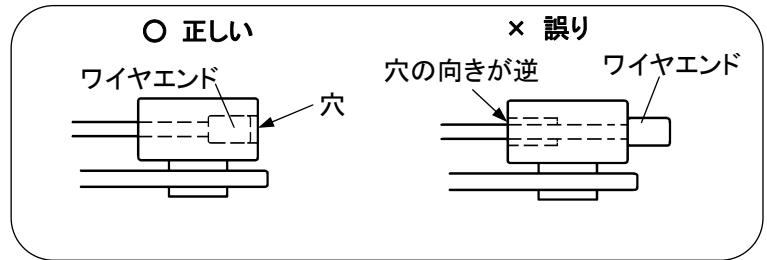 ○ 正しい
ワイヤエンド
穴
× 誤り
穴の向きが逆
ワイヤエンド